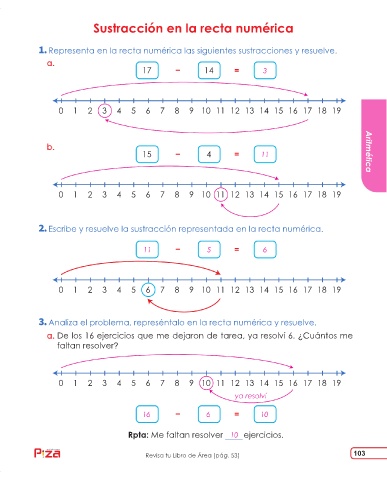 Sustracción en la recta numérica
1. Representa en la recta numérica las siguientes sustracciones y resuelve.
a.
17 – 14 = 3
0 1 2 3 4 5 6 7 8 9 10 11 12 13 14 15 16 17 18 19
Aritmética
b.
15 – 4 = 11
0 1 2 3 4 5 6 7 8 9 10 11 12 13 14 15 16 17 18 19
2. Escribe y resuelve la sustracción representada en la recta numérica.
11 – 5 = 6
0 1 2 3 4 5 6 7 8 9 10 11 12 13 14 15 16 17 18 19
3. Analiza el problema, represéntalo en la recta numérica y resuelve.
a. De los 16 ejercicios que me dejaron de tarea, ya resolví 6. ¿Cuántos me
faltan resolver?
0 1 2 3 4 5 6 7 8 9 10 11 12 13 14 15 16 17 18 19
ya resolví
16 – 6 = 10
Rpta: Me faltan resolver 10 ejercicios.
Revisa tu Libro de Área (pág. 53)
103